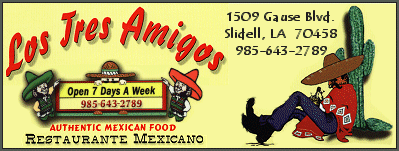 Los Tres Amigos
Open 7 Days A Week
985-643-2789
AUTHENTIC MEXICAN FOOD
RESTAURANTE MEXICANO
1509 Gause Blvd.
Slidell, LA 70458
985-643-2789